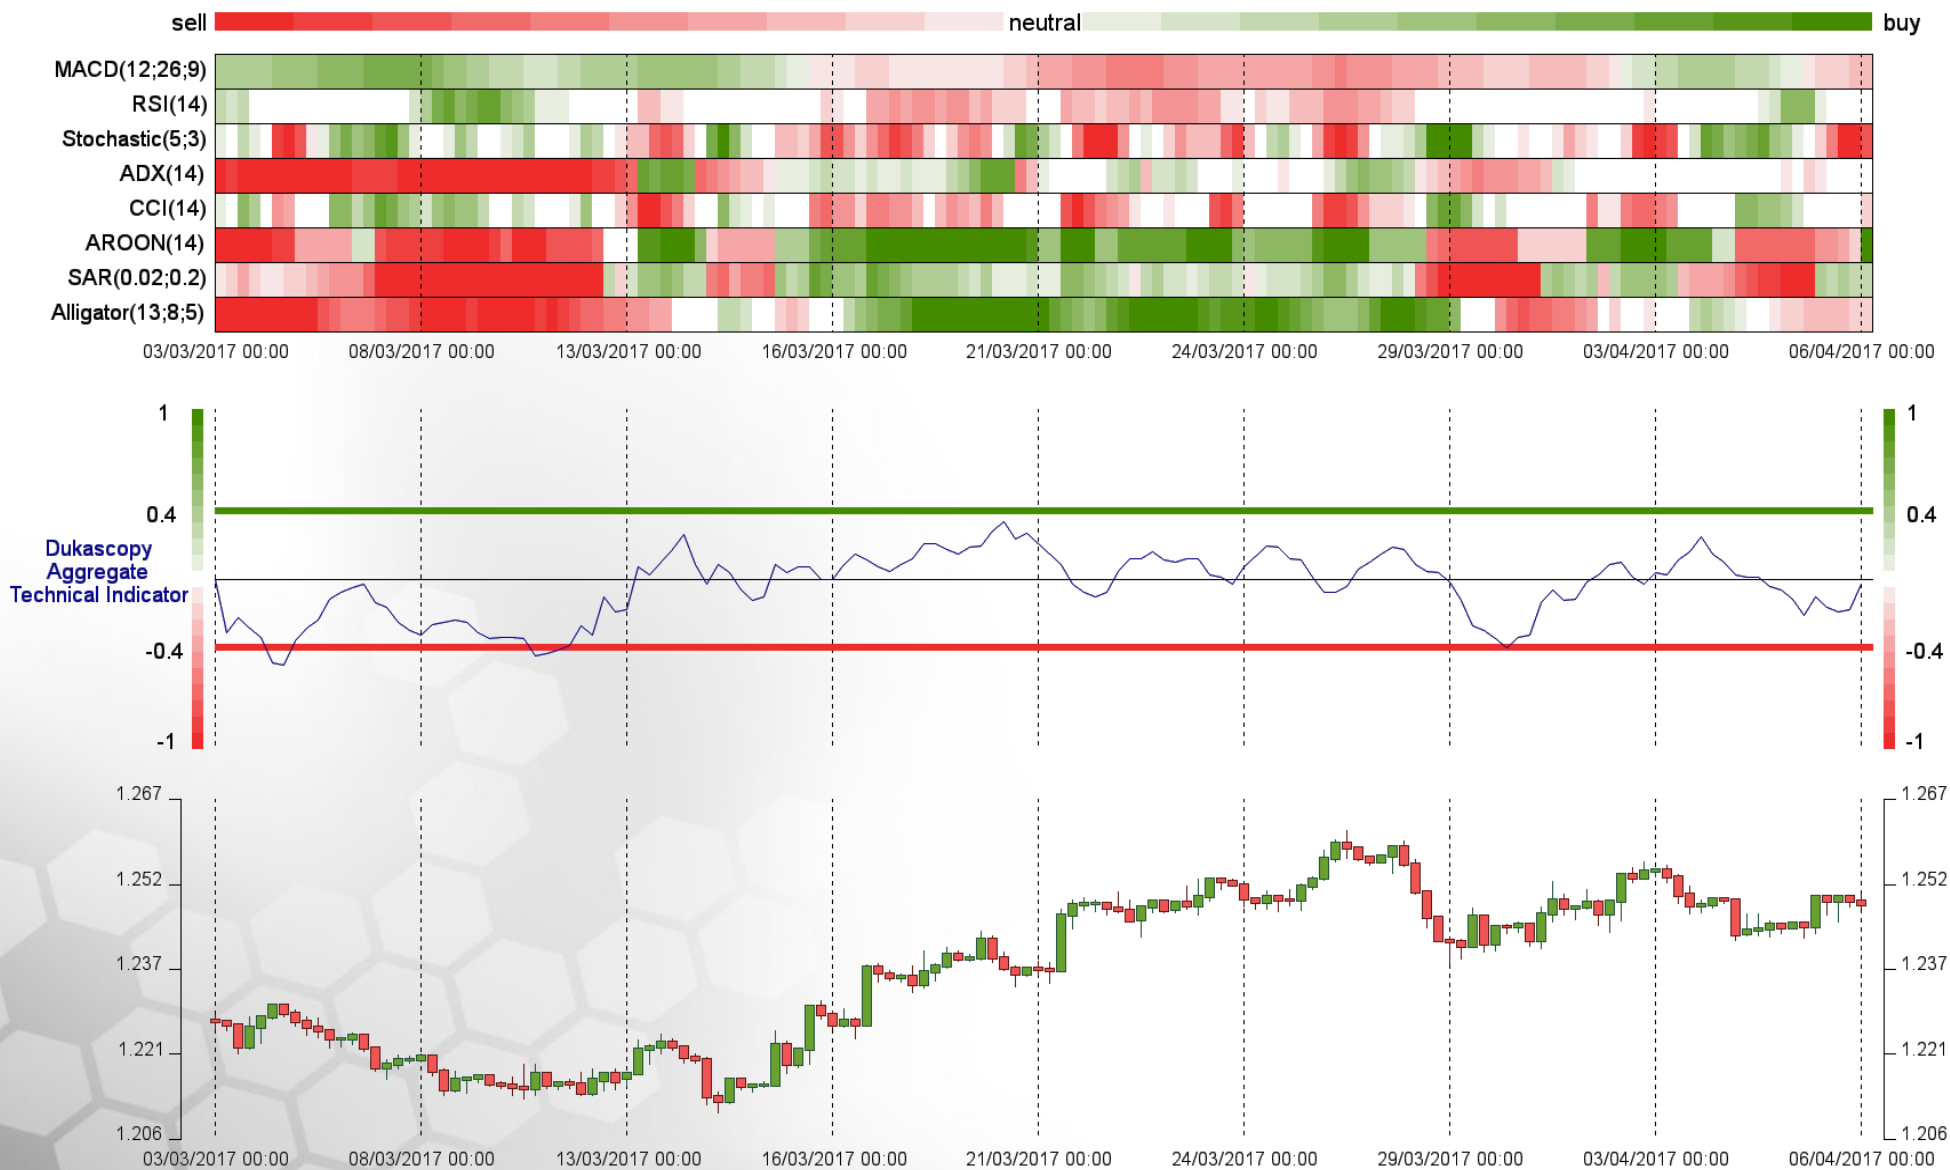 sell neutral buy
MACD(12;26;9)
RSI(14)
Stochastic(5;3)
ADX(14)
CCI(14)
AROON(14)
SAR(0.02;0.2)
Alligator(13;8;5)
03/03/2017 00:00 08/03/2017 00:00 13/03/2017 00:00 16/03/2017 00:00 21/03/2017 00:00 24/03/2017 00:00 29/03/2017 00:00 03/04/2017 00:00 06/04/2017 00:00
1 1
0.4 0.4
Dukascopy
Aggregate
Technical Indicator
-0.4 -0.4
-1 -1
1.267 1.267
1.252 1.252
1.237 1.237
1.221 1.221
1.206 1.206
03/03/2017 00:00 08/03/2017 00:00 13/03/2017 00:00 16/03/2017 00:00 21/03/2017 00:00 24/03/2017 00:00 29/03/2017 00:00 03/04/2017 00:00 06/04/2017 00:00